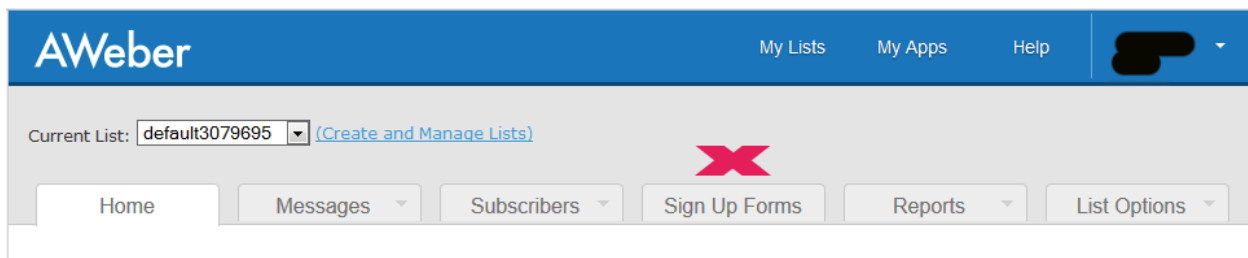 AWeber My Lists My Apps Help
Current List: default3079695 (Create and Manage Lists)
Home Messages Subscribers Sign Up Forms Reports List Options